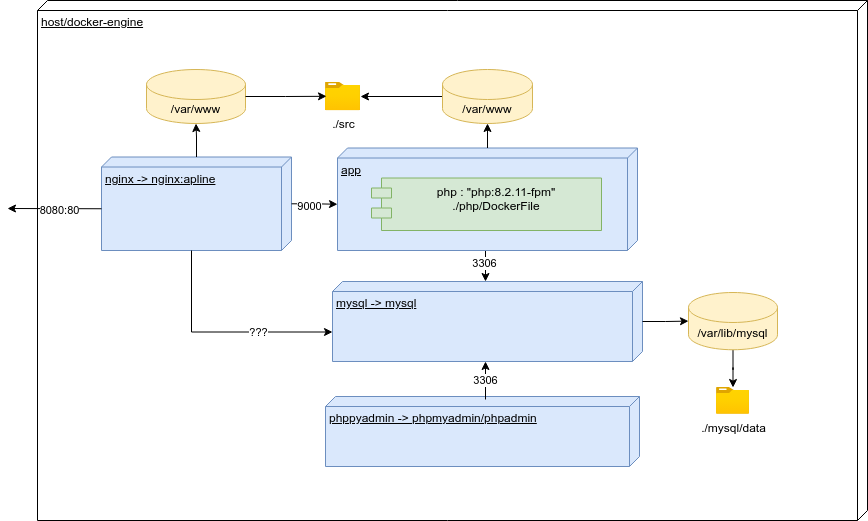 host/docker-engine
/var/www
./src
/var/www
nginx -> nginx:apline
app
php : "php:8.2.11-fpm"
./php/DockerFile
8080:80
9000
3306
mysql -> mysql
???
/var/lib/mysql
3306
phppyadmin -> phpmyadmin/phpadmin
./mysql/data